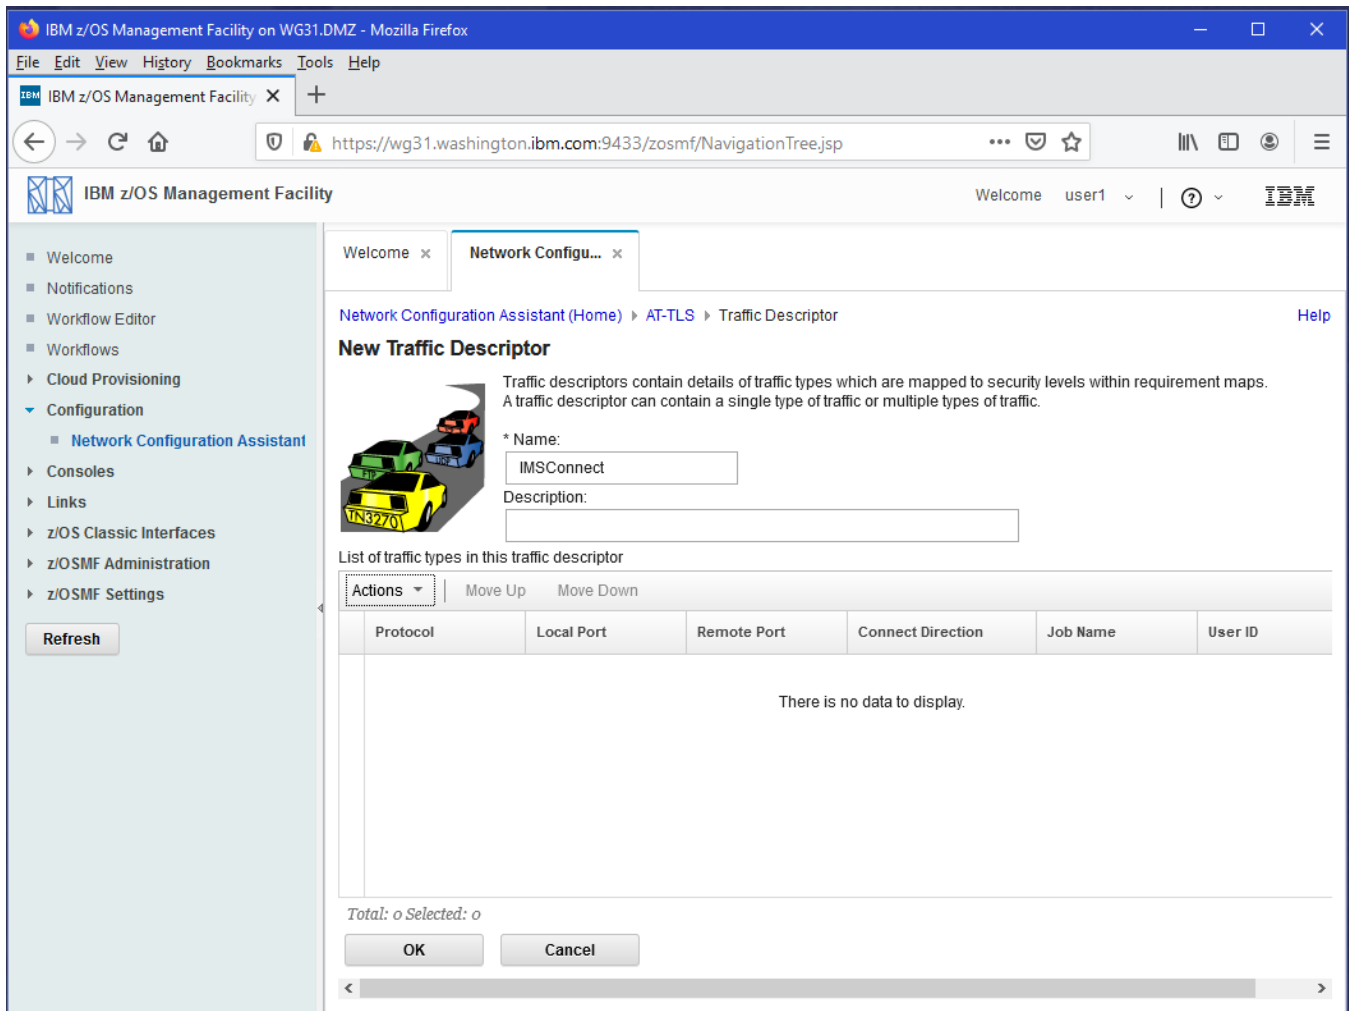 IBM z/OS Management Facility on WG31.DMZ - Mozilla Firefox
File Edit View History Bookmarks Tools Help
IBM IBM z/OS Management Facility
https://wg31.washington.ibm.com:9433/zosmf/NavigationTree.jsp
IBM z/OS Management Facility
Welcome user1
IBM
Welcome
Notifications
Workflow Editor
Workflows
Cloud Provisioning
Configuration
Network Configuration Assistant
Consoles
Links
z/OS Classic Interfaces
z/OSMF Administration
z/OSMF Settings
Refresh
Welcome
Network Configu...
Network Configuration Assistant (Home) AT-TLS Traffic Descriptor
Help
New Traffic Descriptor
FTP
UDP
TN3270
Traffic descriptors contain details of traffic types which are mapped to security levels within requirement maps.
A traffic descriptor can contain a single type of traffic or multiple types of traffic.
* Name:
IMSConnect
Description:
List of traffic types in this traffic descriptor
Actions Move Up Move Down
Protocol Local Port Remote Port Connect Direction Job Name User ID
There is no data to display.
Total: 0 Selected: 0
OK Cancel